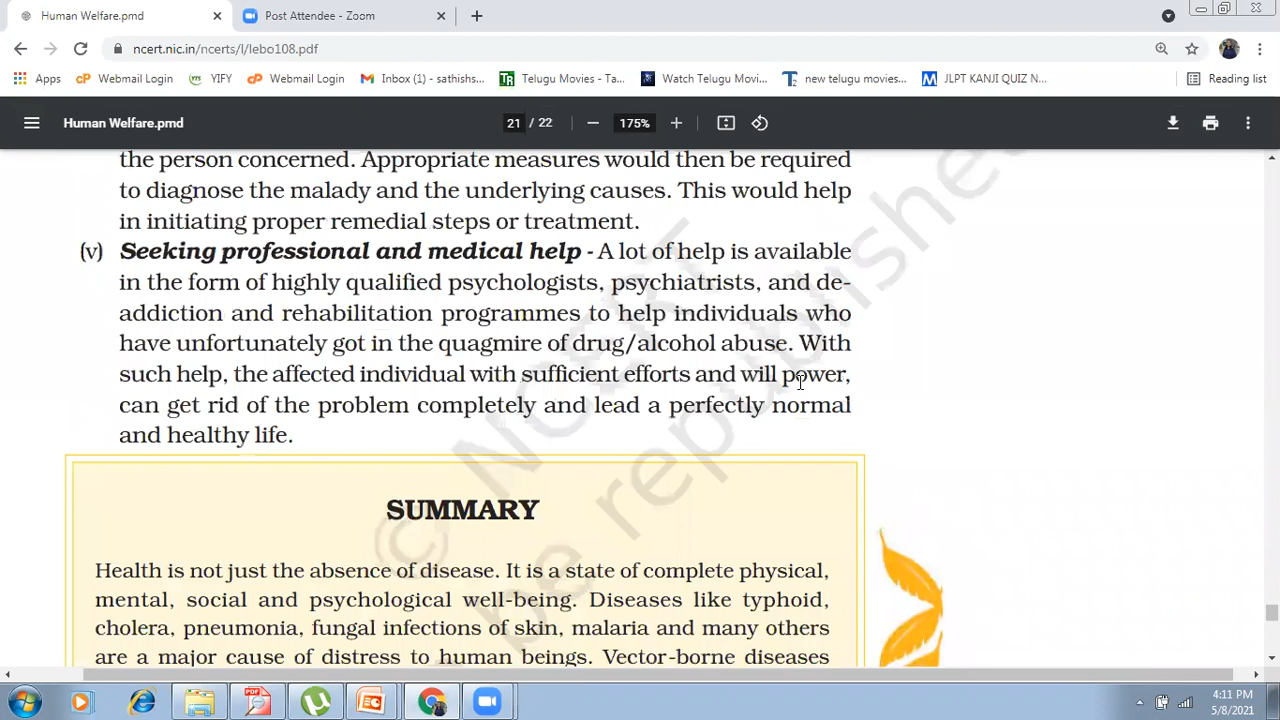 Human Welfare.pmd
Post Attendee - Zoom
ncert.nic.in/ncerts/l/lebo108.pdf
Apps
Webmail Login
YIFY
Webmail Login
Inbox (1) - sathishs...
Telugu Movies - Ta...
Watch Telugu Movi...
new telugu movies...
JLPT KANJI QUIZ N...
Reading list
Human Welfare.pmd
21 / 22
175%
the person concerned. Appropriate measures would then be required
to diagnose the malady and the underlying causes. This would help
in initiating proper remedial steps or treatment.
(v) Seeking professional and medical help - A lot of help is available
in the form of highly qualified psychologists, psychiatrists, and de-
addiction and rehabilitation programmes to help individuals who
have unfortunately got in the quagmire of drug/alcohol abuse. With
such help, the affected individual with sufficient efforts and will power,
can get rid of the problem completely and lead a perfectly normal
and healthy life.
SUMMARY
Health is not just the absence of disease. It is a state of complete physical,
mental, social and psychological well-being. Diseases like typhoid,
cholera, pneumonia, fungal infections of skin, malaria and many others
are a major cause of distress to human beings. Vector-borne diseases
© NCERT
be republished
4:11 PM
5/8/2021